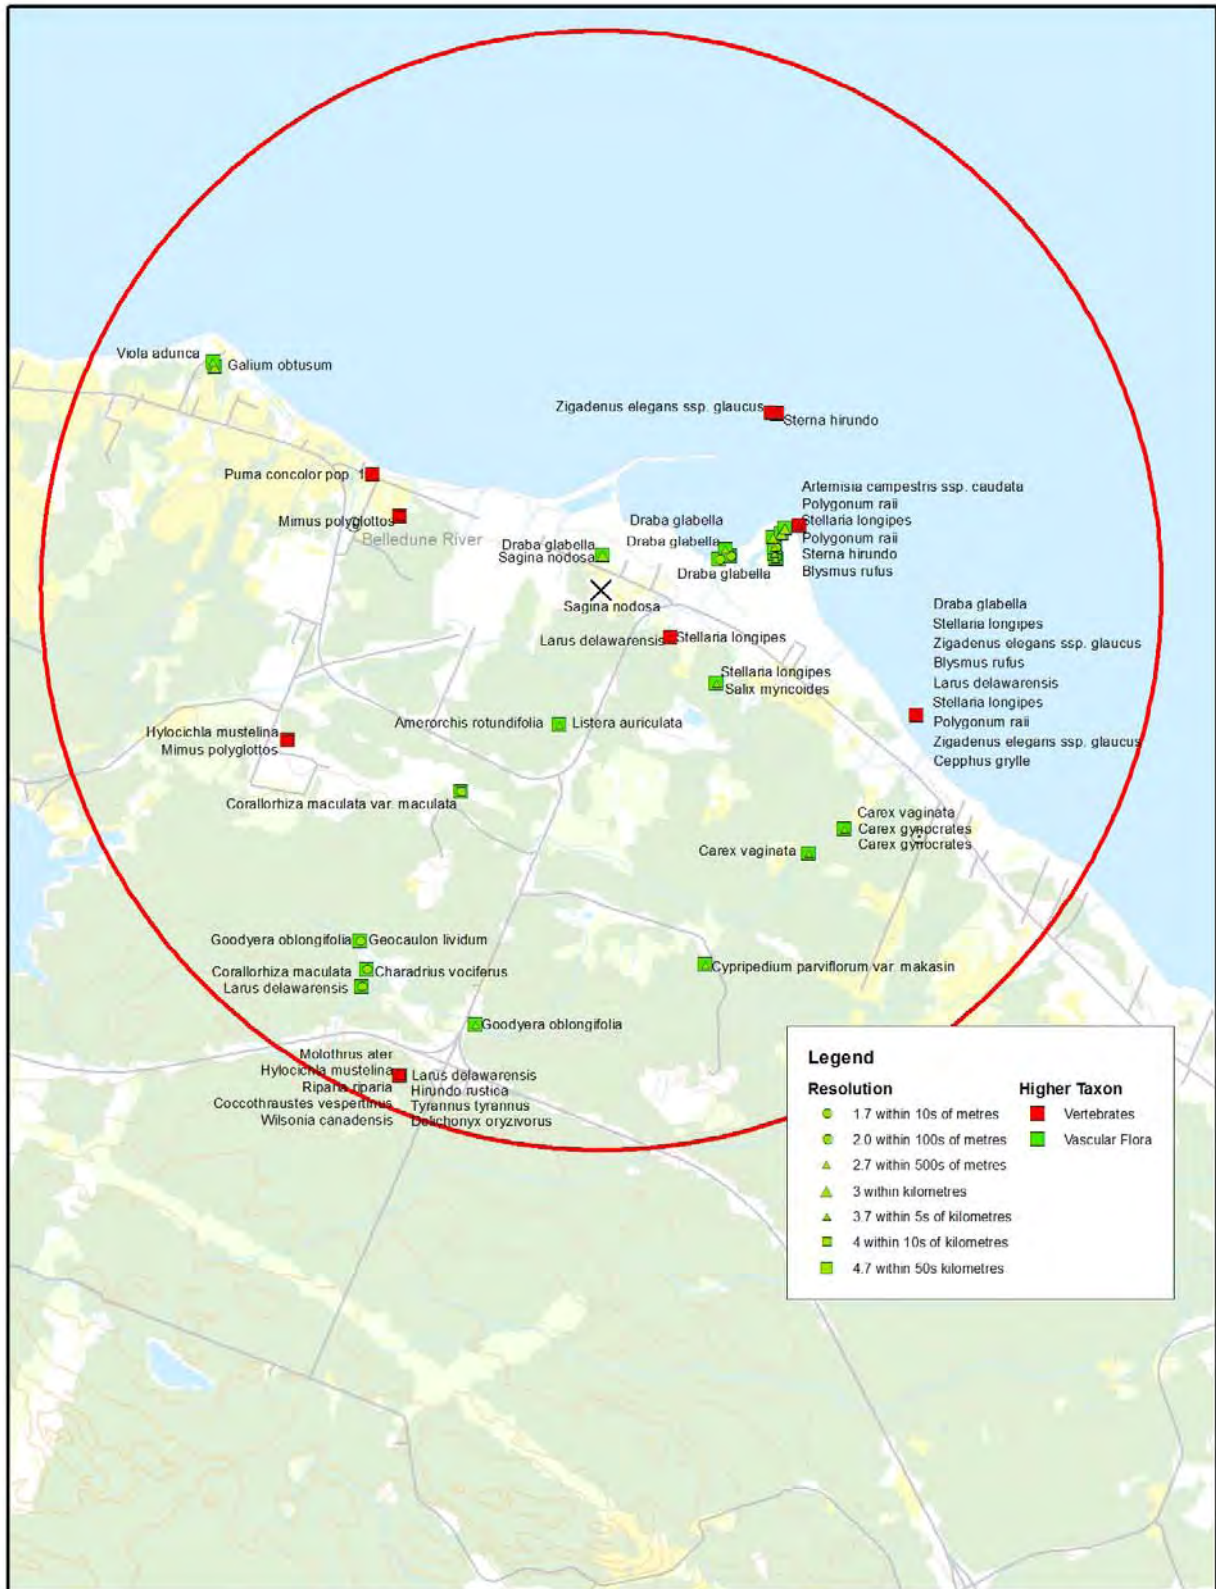 Viola adunca
Galium obtusum
Zigadenus elegans ssp. glaucus
Sterna hirundo
Puma concolor pop. 1
Mimus polyglottos
Belledune River
Artemisia campestris ssp. caudata
Polygonum raii
Stellaria longipes
Polygonum raii
Sterna hirundo
Blysmus rufus
Draba glabella
Draba glabella
Draba glabella
Draba glabella
Sagina nodosa
Sagina nodosa
Larus delawarensis
Stellaria longipes
Draba glabella
Stellaria longipes
Zigadenus elegans ssp. glaucus
Blysmus rufus
Larus delawarensis
Stellaria longipes
Polygonum raii
Zigadenus elegans ssp. glaucus
Cepphus grylle
Stellaria longipes
Salix myricoides
Amerorchis rotundifolia
Listera auriculata
Hylocichla mustelina
Mimus polyglottos
Corallorhiza maculata var. maculata
Carex vaginata
Carex gynocrates
Carex gynocrates
Carex vaginata
Goodyera oblongifolia
Geocaulon lividum
Corallorhiza maculata
Charadrius vociferus
Larus delawarensis
Cypripedium parviflorum var. makasin
Goodyera oblongifolia
Molothrus ater
Hylocichla mustelina
Riparia riparia
Coccothraustes vespertinus
Wilsonia canadensis
Larus delawarensis
Hirundo rustica
Tyrannus tyrannus
Dolichonyx oryzivorus
Legend
Resolution
1.7 within 10s of metres
2.0 within 100s of metres
2.7 within 500s of metres
3 within kilometres
3.7 within 5s of kilometres
4 within 10s of kilometres
4.7 within 50s kilometres
Higher Taxon
Vertebrates
Vascular Flora